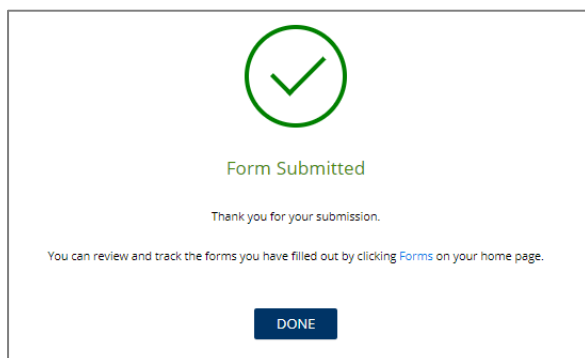 Form Submitted
Thank you for your submission.
You can review and track the forms you have filled out by clicking Forms on your home page.
DONE